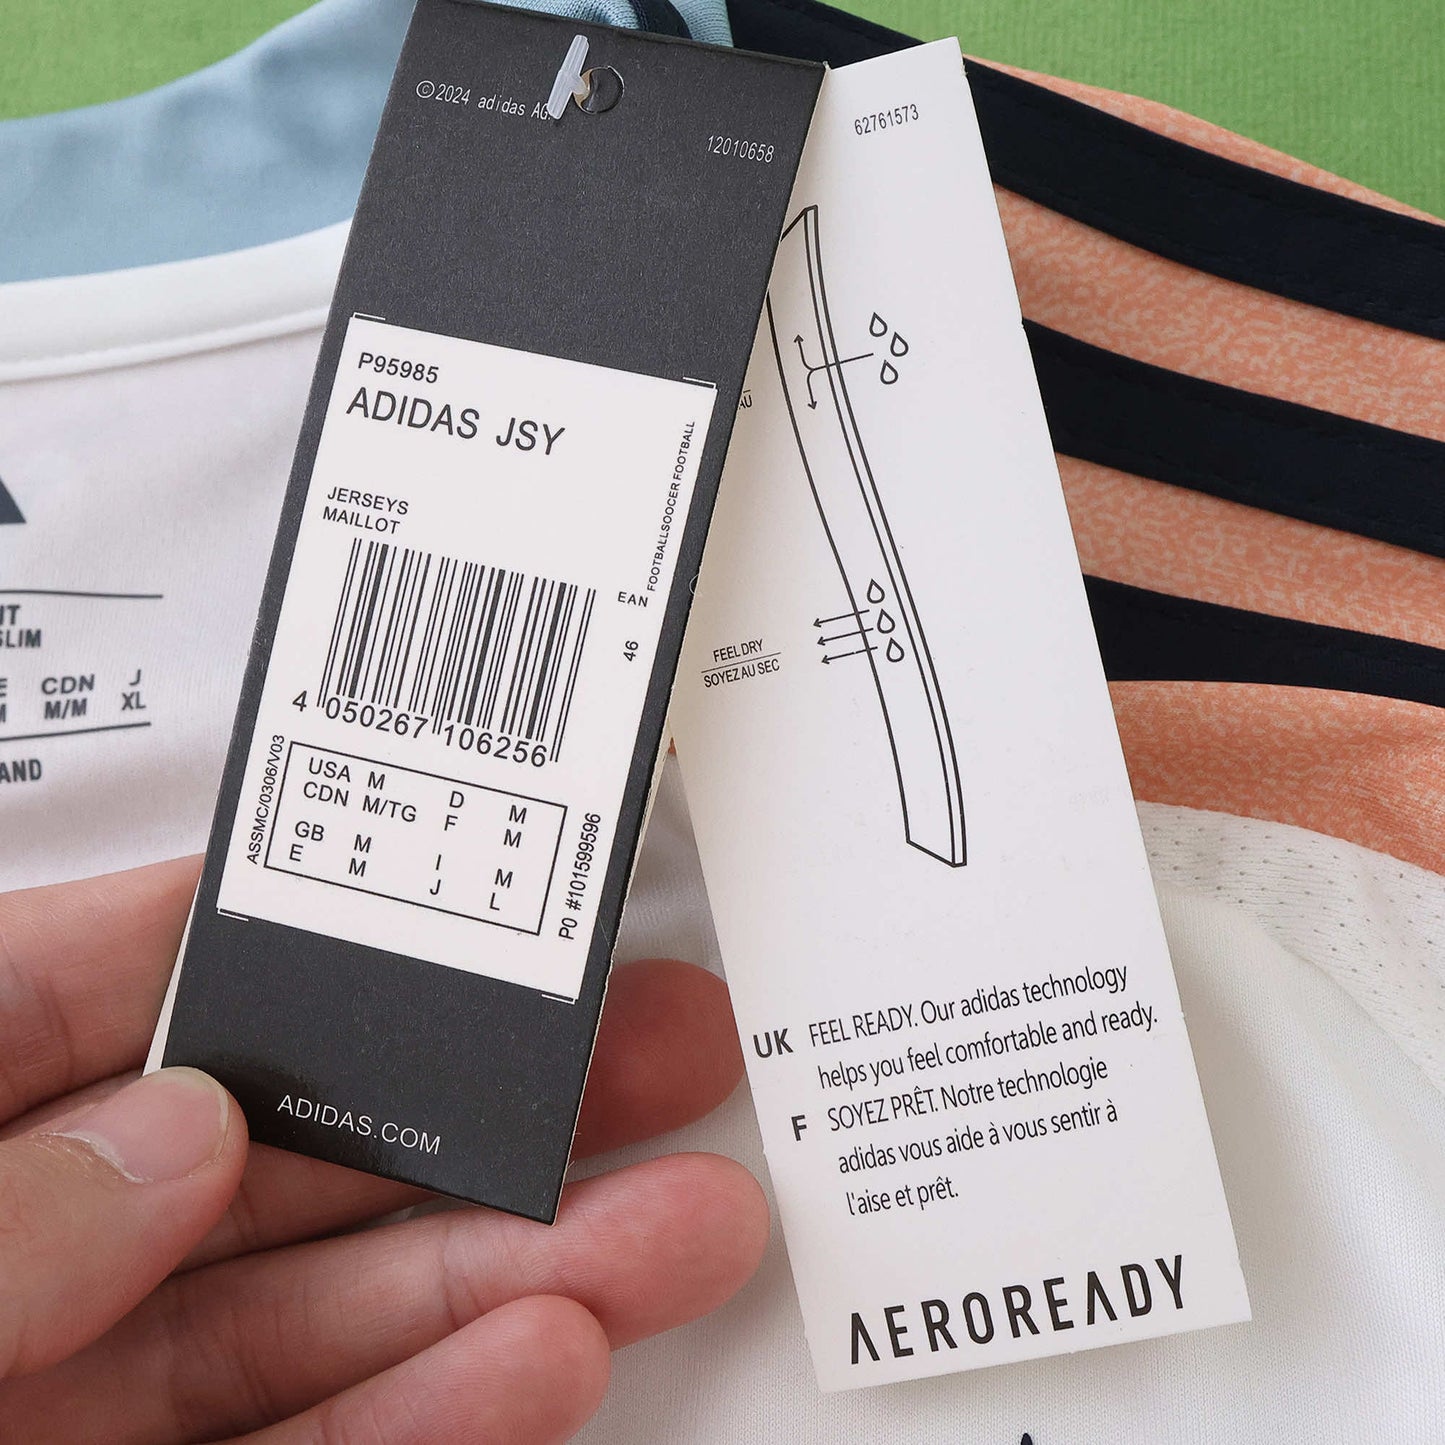 ©2024 adidas AG.
12010658
P95985
ADIDAS JSY
JERSEYS
MAILLOT
FOOTBALLSOOCER FOOTBALL
EAN
46
4 050267 106256
ASSMC/0306/V03
USA M D M
CDN M/TG F M
GB M I M
E M J L
PO #101599596
ADIDAS.COM
62761573
FEEL DRY
SOYEZ AU SEC
UK FEEL READY. Our adidas technology
helps you feel comfortable and ready.
F SOYEZ PRÊT. Notre technologie
adidas vous aide à vous sentir à
l'aise et prêt.
AEROREADY
CDN J
M/M XL